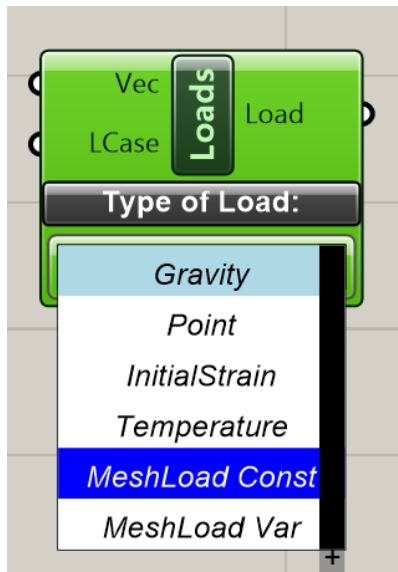 Vec
LCase
Loads
Load
Type of Load:
Gravity
Point
InitialStrain
Temperature
MeshLoad Const
MeshLoad Var
+